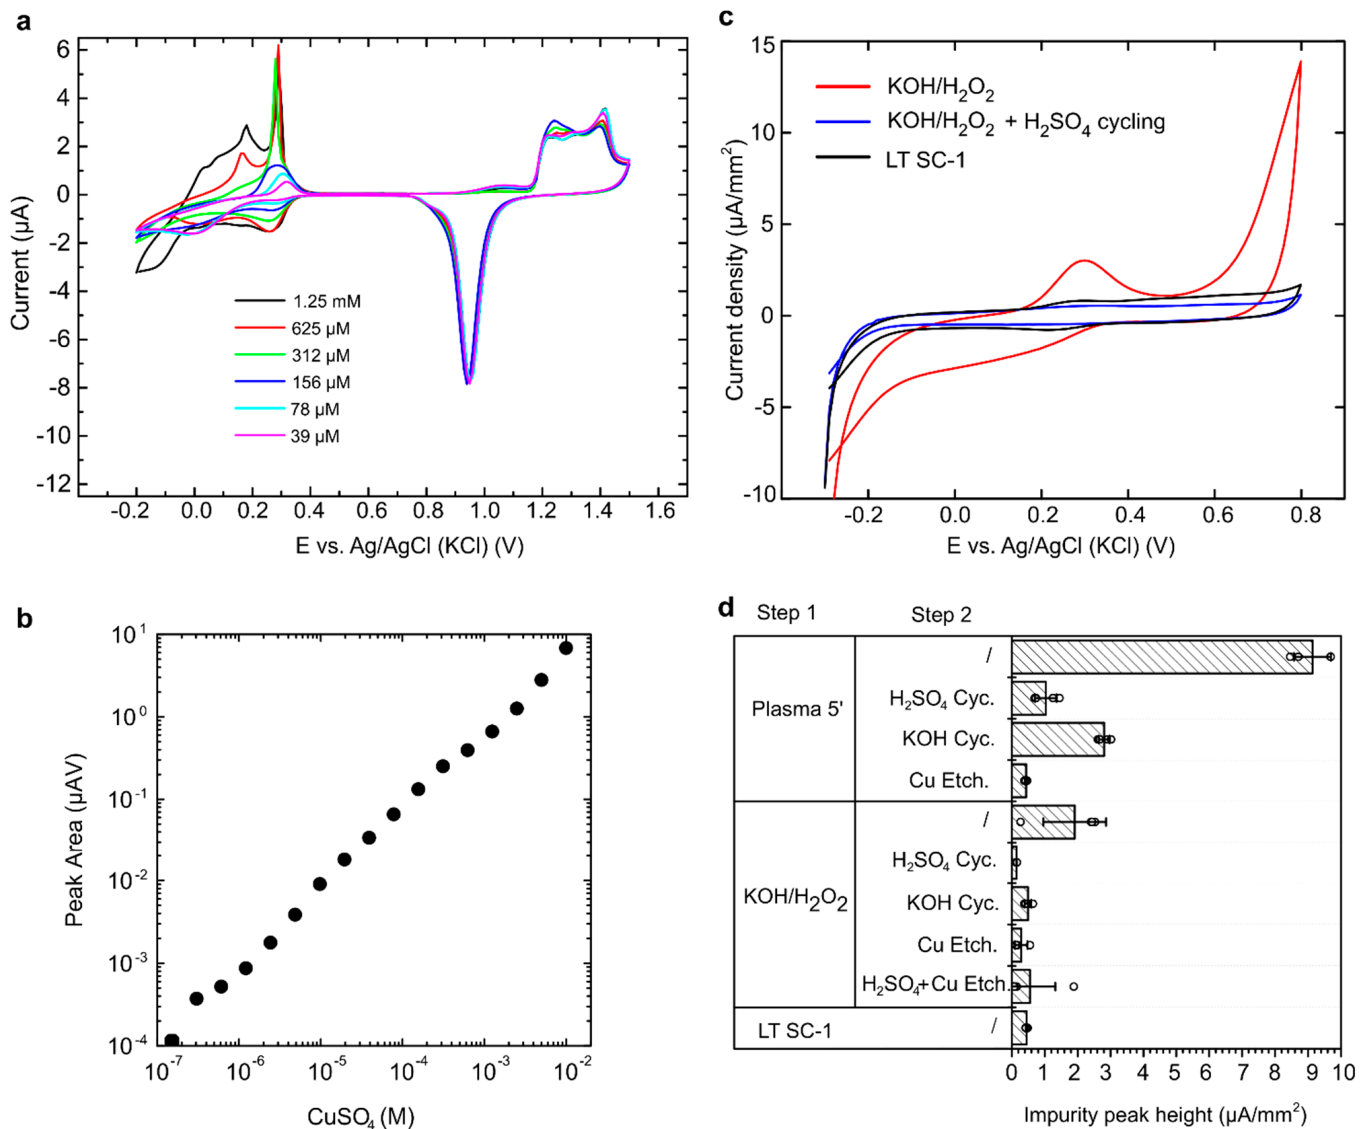 a
6
4
2
0
-2
-4
-6
-8
-10
-12
Current (µA)
1.25 mM
625 µM
312 µM
156 µM
78 µM
39 µM
-0.2 0.0 0.2 0.4 0.6 0.8 1.0 1.2 1.4 1.6
E vs. Ag/AgCl (KCl) (V)
c
15
10
5
0
-5
-10
Current density (µA/mm²)
KOH/H₂O₂
KOH/H₂O₂ + H₂SO₄ cycling
LT SC-1
-0.2 0.0 0.2 0.4 0.6 0.8
E vs. Ag/AgCl (KCl) (V)
b
10¹
10⁰
10⁻¹
10⁻²
10⁻³
10⁻⁴
Peak Area (µAV)
10⁻⁷ 10⁻⁶ 10⁻⁵ 10⁻⁴ 10⁻³ 10⁻²
CuSO₄ (M)
d
Step 1 Step 2
/
H₂SO₄ Cyc.
Plasma 5'
KOH Cyc.
Cu Etch.
/
H₂SO₄ Cyc.
KOH/H₂O₂
KOH Cyc.
Cu Etch.
H₂SO₄+Cu Etch.
LT SC-1 /
0 1 2 3 4 5 6 7 8 9 10
Impurity peak height (µA/mm²)